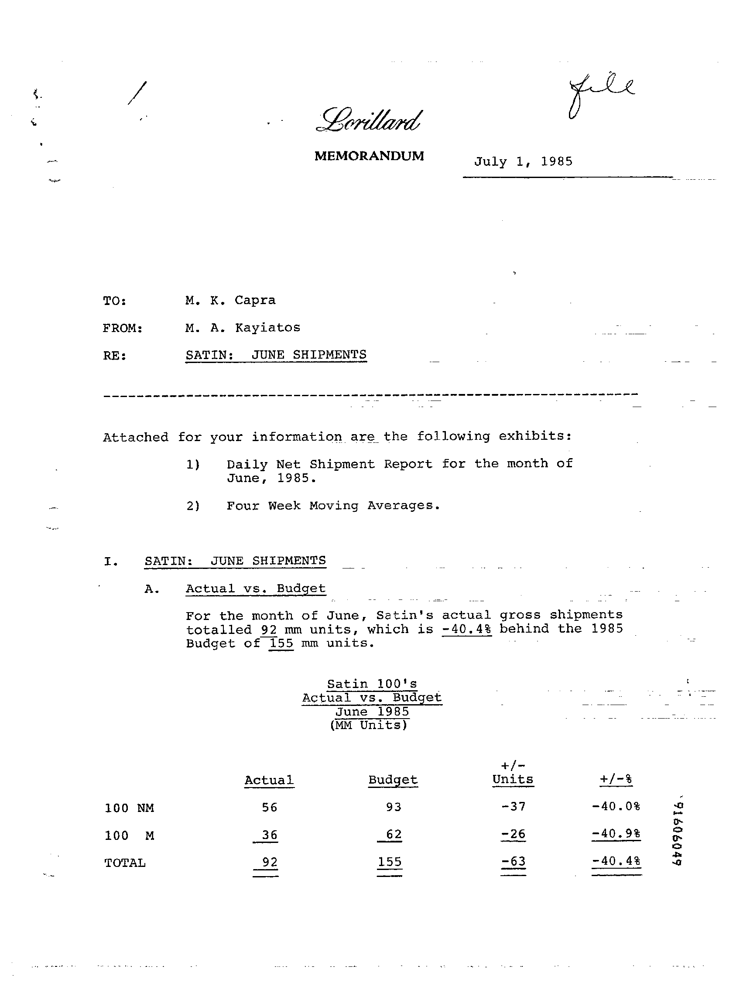 file
Lorillard
MEMORANDUM
July 1, 1985
TO: M. K. Capra
FROM: M. A. Kayiatos
RE: SATIN: JUNE SHIPMENTS
Attached for your information are the following exhibits:
1) Daily Net Shipment Report for the month of
June, 1985.
2) Four Week Moving Averages.
I. SATIN: JUNE SHIPMENTS
A. Actual vs. Budget
For the month of June, Satin's actual gross shipments
totalled 92 mm units, which is -40.4% behind the 1985
Budget of 155 mm units.
Satin 100's
Actual vs. Budget
June 1985
(MM Units)
+/-
Actual Budget Units +/-%
100 NM 56 93 -37 -40.0%
100 M 36 62 -26 -40.9%
TOTAL 92 155 -63 -40.4%
91606049